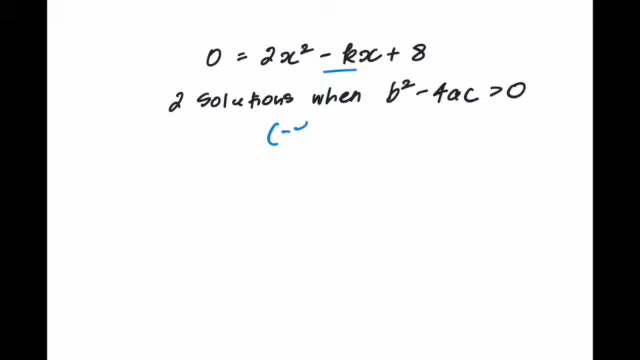 0 = 2x² - kx + 8
2 solutions when b² - 4ac > 0
(-